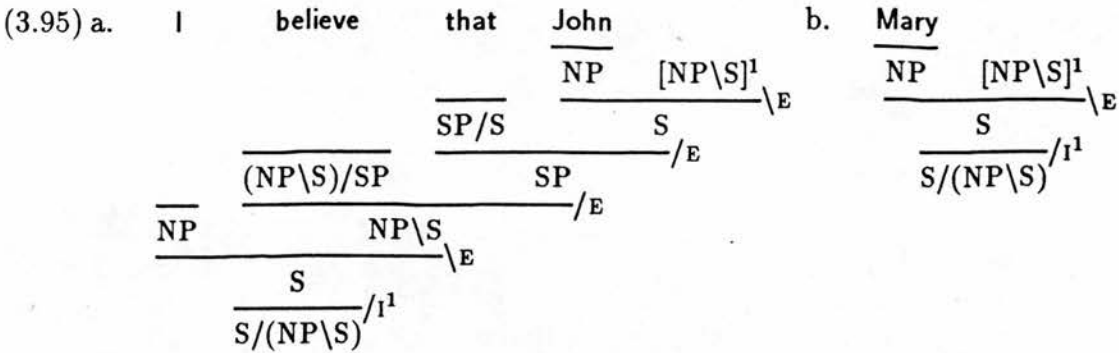 (3.95) a. I believe that John b. Mary
NP [NP\S]¹ NP [NP\S]¹
\E \E
SP/S S S
/E /I¹
(NP\S)/SP SP S/(NP\S)
/E
NP NP\S
\E
S
/I¹
S/(NP\S)